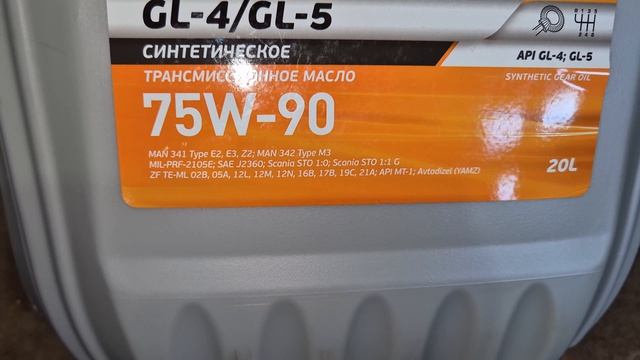 GL-4/GL-5
СИНТЕТИЧЕСКОЕ
API GL-4; GL-5
ТРАНСМИССИОННОЕ МАСЛО
SYNTHETIC GEAR OIL
75W-90
MAN 341 Type E2, E3, Z2; MAN 342 Type M3
MIL-PRF-2105E; SAE J2360; Scania STO 1:0; Scania STO 1:1 G
ZF TE-ML 02B, 05A, 12L, 12M, 12N, 16B, 17B, 19C, 21A; API MT-1; Avtodizel (YAMZ)
20L